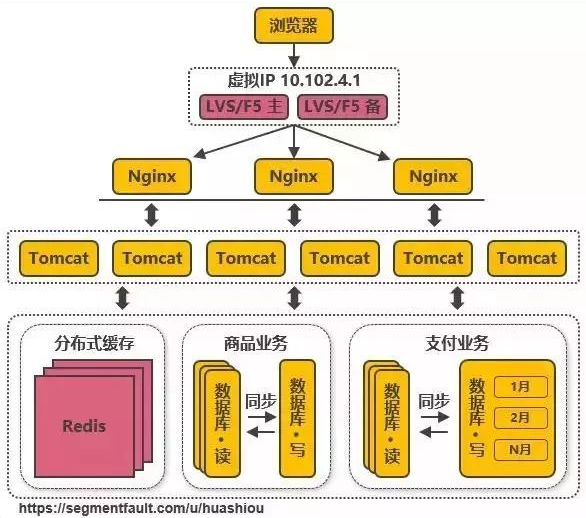 浏览器
虚拟IP 10.102.4.1
LVS/F5 主 LVS/F5 备
Nginx Nginx Nginx
Tomcat Tomcat Tomcat Tomcat Tomcat Tomcat
分布式缓存 商品业务 支付业务
Redis
数据库·读
同步
数据库·写
数据库·读
同步
数据库·写
1月
2月
N月
https://segmentfault.com/u/huashiou